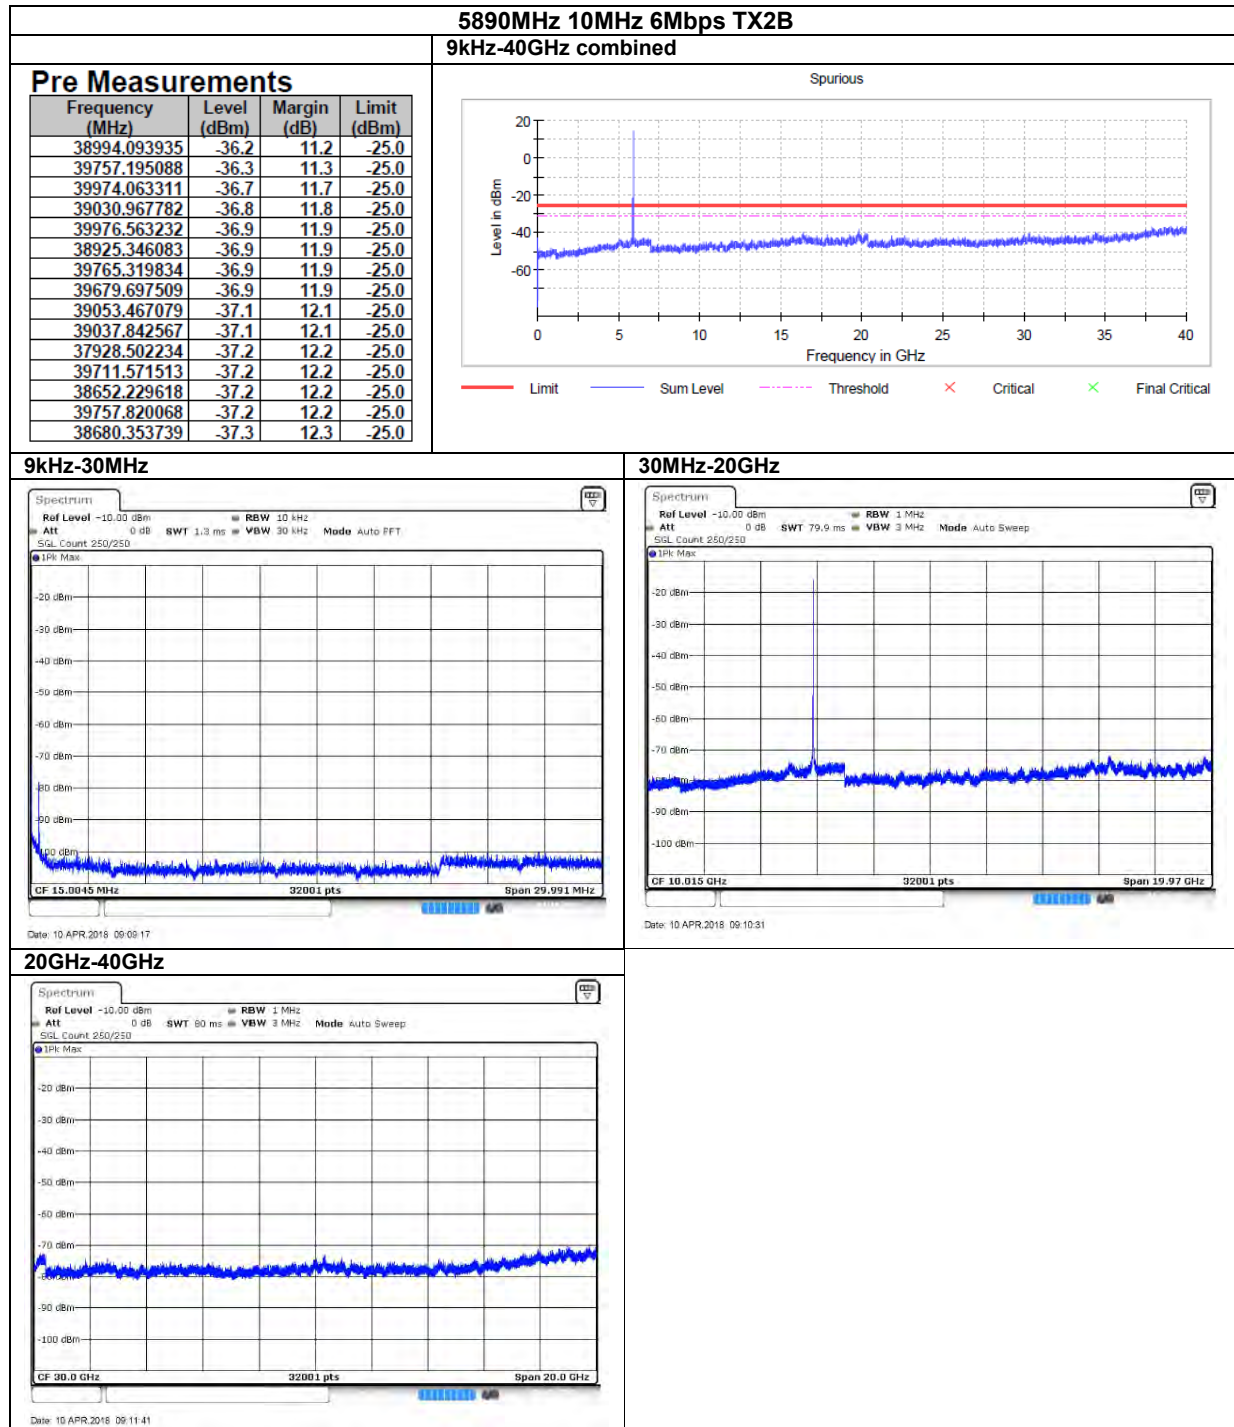 5890MHz 10MHz 6Mbps TX2B
9kHz-40GHz combined
Pre Measurements
Frequency (MHz) Level (dBm) Margin (dB) Limit (dBm)
38994.093935 -36.2 11.2 -25.0
39757.195088 -36.3 11.3 -25.0
39974.063311 -36.7 11.7 -25.0
39030.967782 -36.8 11.8 -25.0
39976.563232 -36.9 11.9 -25.0
38925.346083 -36.9 11.9 -25.0
39765.319834 -36.9 11.9 -25.0
39679.697509 -36.9 11.9 -25.0
39053.467079 -37.1 12.1 -25.0
39037.842567 -37.1 12.1 -25.0
37928.502234 -37.2 12.2 -25.0
39711.571513 -37.2 12.2 -25.0
38652.229618 -37.2 12.2 -25.0
39757.820068 -37.2 12.2 -25.0
38680.353739 -37.3 12.3 -25.0
Spurious
Level in dBm
20
0
-20
-40
-60
0 5 10 15 20 25 30 35 40
Frequency in GHz
Limit Sum Level Threshold Critical Final Critical
9kHz-30MHz
Spectrum
Ref Level -10.00 dBm RBW 10 kHz
Att 0 dB SWT 1.3 ms VBW 30 kHz Mode Auto FFT
SGL Count 250/250
1Pk Max
-20 dBm
-30 dBm
-40 dBm
-50 dBm
-60 dBm
-70 dBm
-80 dBm
-90 dBm
-100 dBm
CF 15.0045 MHz 32001 pts Span 29.991 MHz
Date: 10.APR.2018 09:09:17
30MHz-20GHz
Spectrum
Ref Level -10.00 dBm RBW 1 MHz
Att 0 dB SWT 79.9 ms VBW 3 MHz Mode Auto Sweep
SGL Count 250/250
1Pk Max
-20 dBm
-30 dBm
-40 dBm
-50 dBm
-60 dBm
-70 dBm
-80 dBm
-90 dBm
-100 dBm
CF 10.015 GHz 32001 pts Span 19.97 GHz
Date: 10.APR.2018 09:10:31
20GHz-40GHz
Spectrum
Ref Level -10.00 dBm RBW 1 MHz
Att 0 dB SWT 80 ms VBW 3 MHz Mode Auto Sweep
SGL Count 250/250
1Pk Max
-20 dBm
-30 dBm
-40 dBm
-50 dBm
-60 dBm
-70 dBm
-80 dBm
-90 dBm
-100 dBm
CF 30.0 GHz 32001 pts Span 20.0 GHz
Date: 10.APR.2018 09:11:41